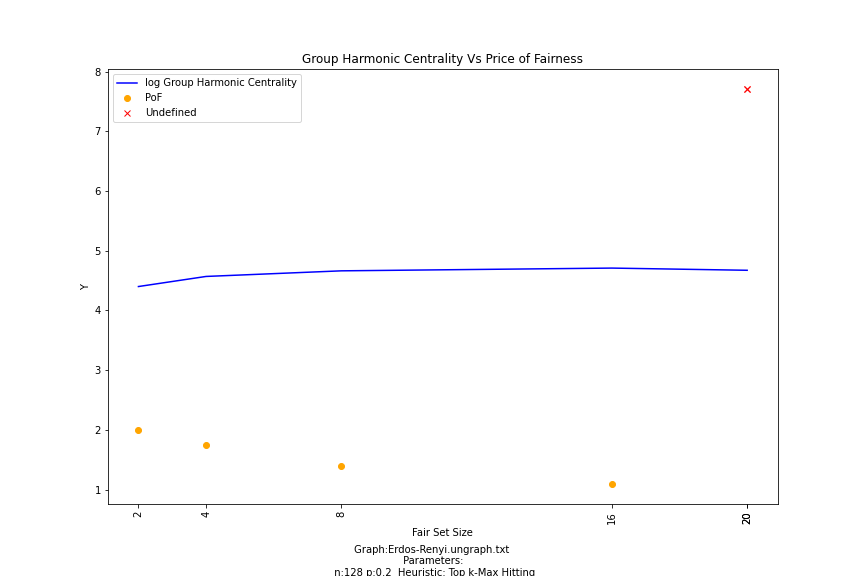 Group Harmonic Centrality Vs Price of Fairness
8
7
6
5
4
3
2
1
Y
log Group Harmonic Centrality
PoF
Undefined
2
4
8
16
20
20
Fair Set Size
Graph:Erdos-Renyi.ungraph.txt
Parameters:
n:128 p:0.2 Heuristic: Top k-Max Hitting